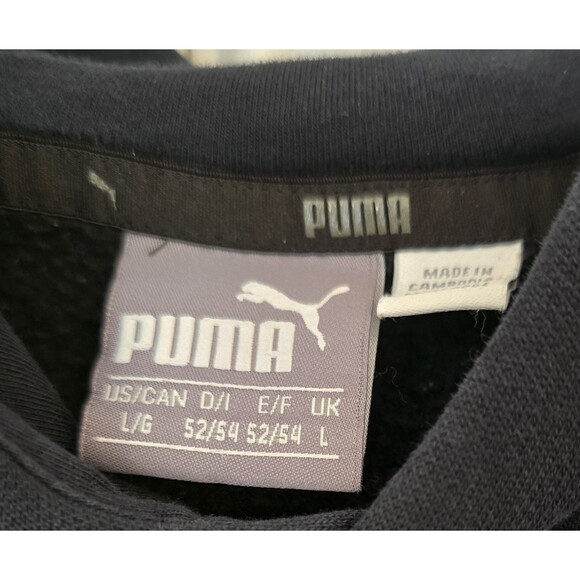 PUMA
MADE IN
CAMBODIA
PUMA
US/CAN D/I E/F UK
L/G 52/54 52/54 L